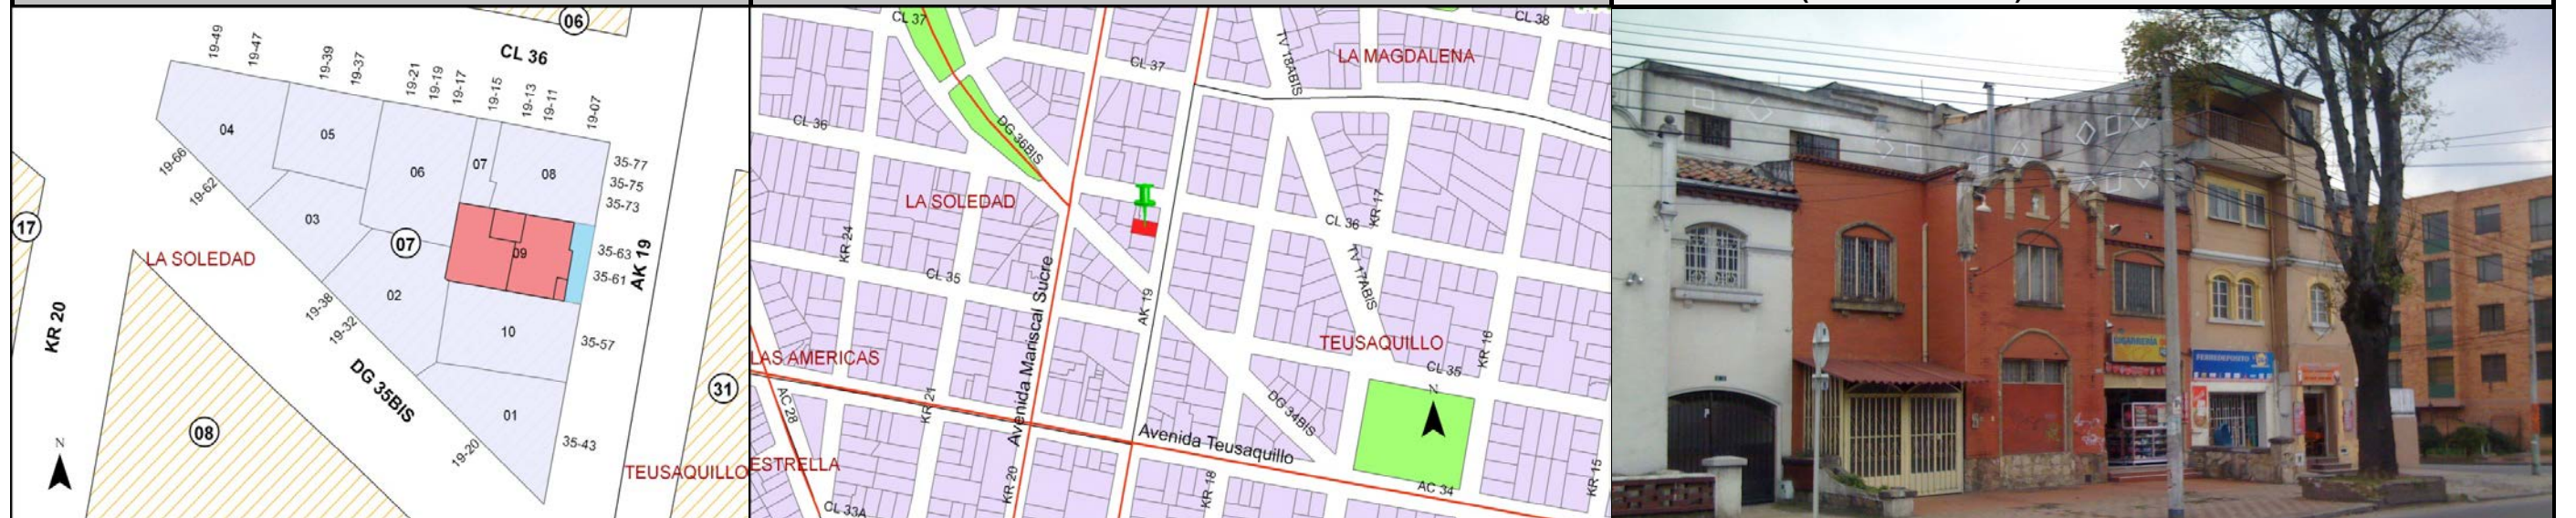 06
CL 36
19-49
19-47
19-39
19-37
19-21
19-19
19-17
19-15
19-13
19-11
19-07
04
05
06
07
08
35-77
35-75
35-73
19-66
19-62
03
07
09
35-63
35-61
AK 19
17
LA SOLEDAD
02
19-38
19-32
10
35-57
KR 20
DG 35BIS
31
08
01
35-43
19-20
N
TEUSAQUILLO
CL 37
CL 38
TV 18ABIS
LA MAGDALENA
CL 37
CL 36
DG 36BIS
LA SOLEDAD
KR 17
CL 36
KR 24
TV 17ABIS
CL 35
Avenida Mariscal Sucre
AK 19
TEUSAQUILLO
KR 16
LAS AMERICAS
CL 35
N
AC 28
KR 21
DG 34BIS
Avenida Teusaquillo
ESTRELLA
KR 20
KR 18
AC 34
KR 15
CL 33A
CIGARRERIA
FERREDEPOSITO